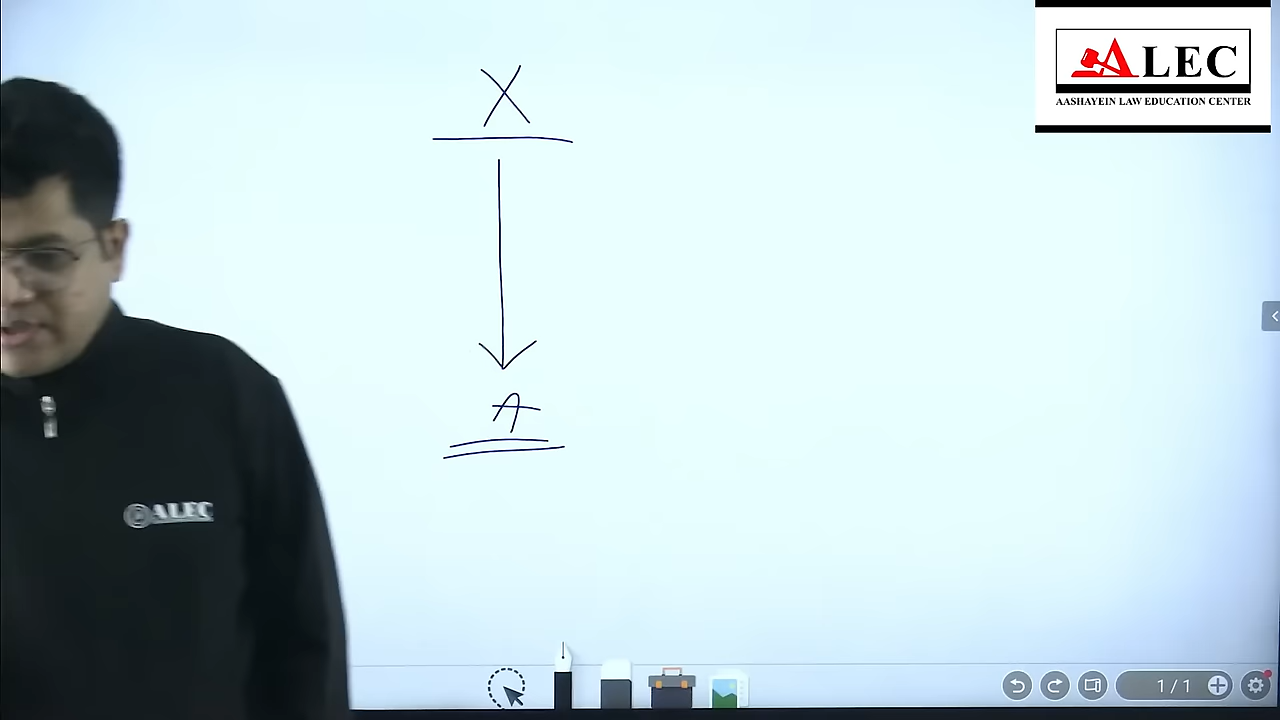 X
A
ALEC
AASHAYEIN LAW EDUCATION CENTER
ALEC
1/1